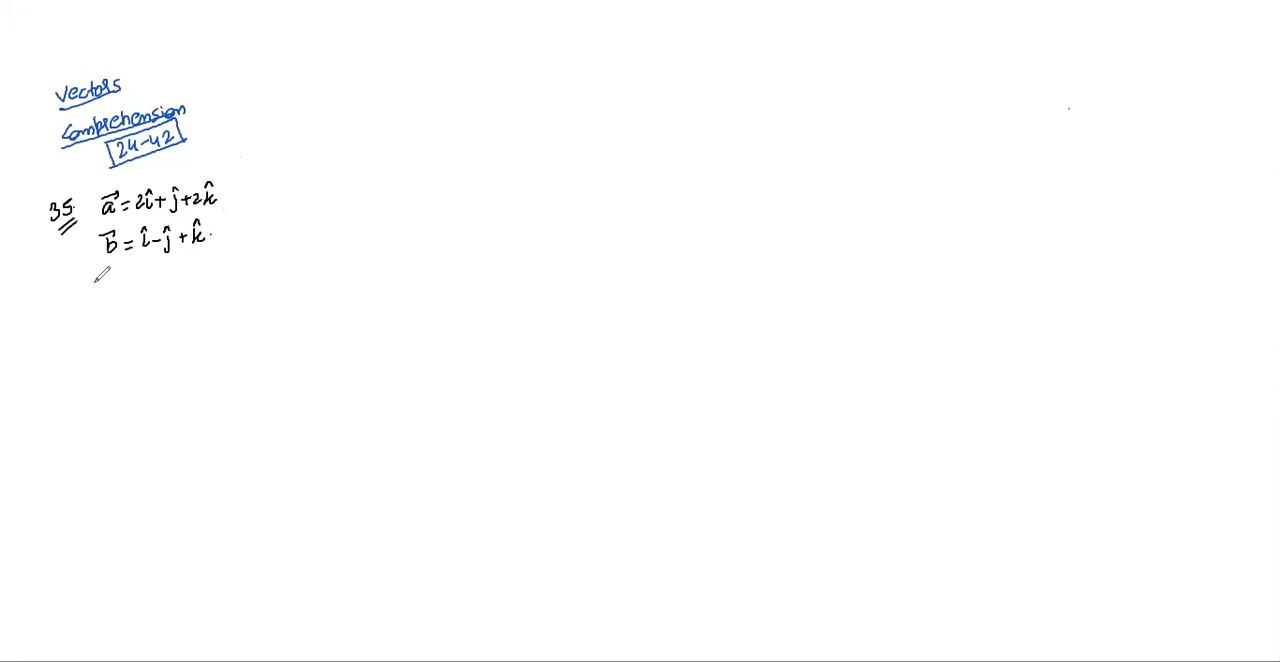 Vectors
Comprehension
24-42
35. a⃗ = 2î + ĵ + 2k̂
b⃗ = î - ĵ + k̂.